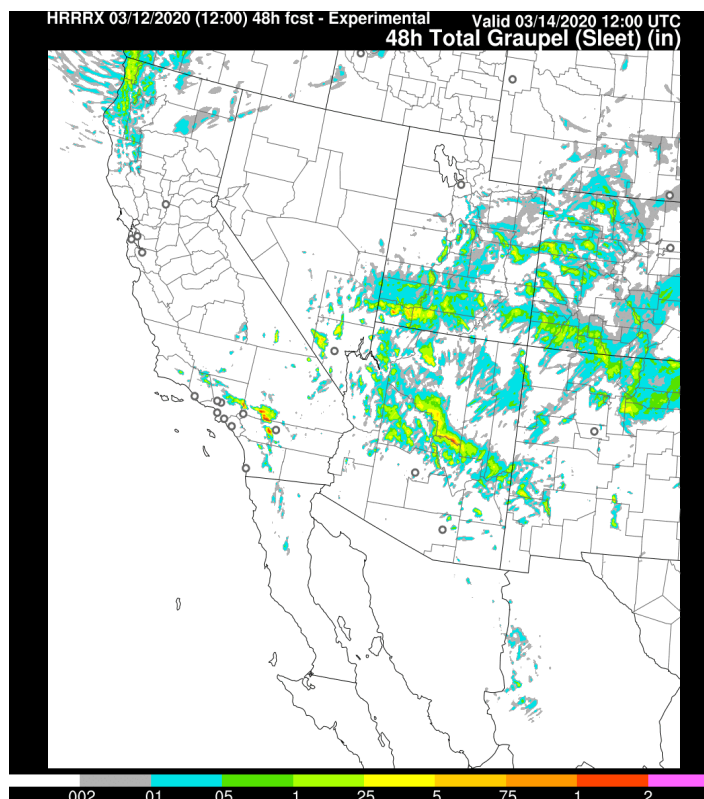 HRRRX 03/12/2020 (12:00) 48h fcst - Experimental
Valid 03/14/2020 12:00 UTC
48h Total Graupel (Sleet) (in)
.002 .01 .05 .1 .25 .5 .75 1 2